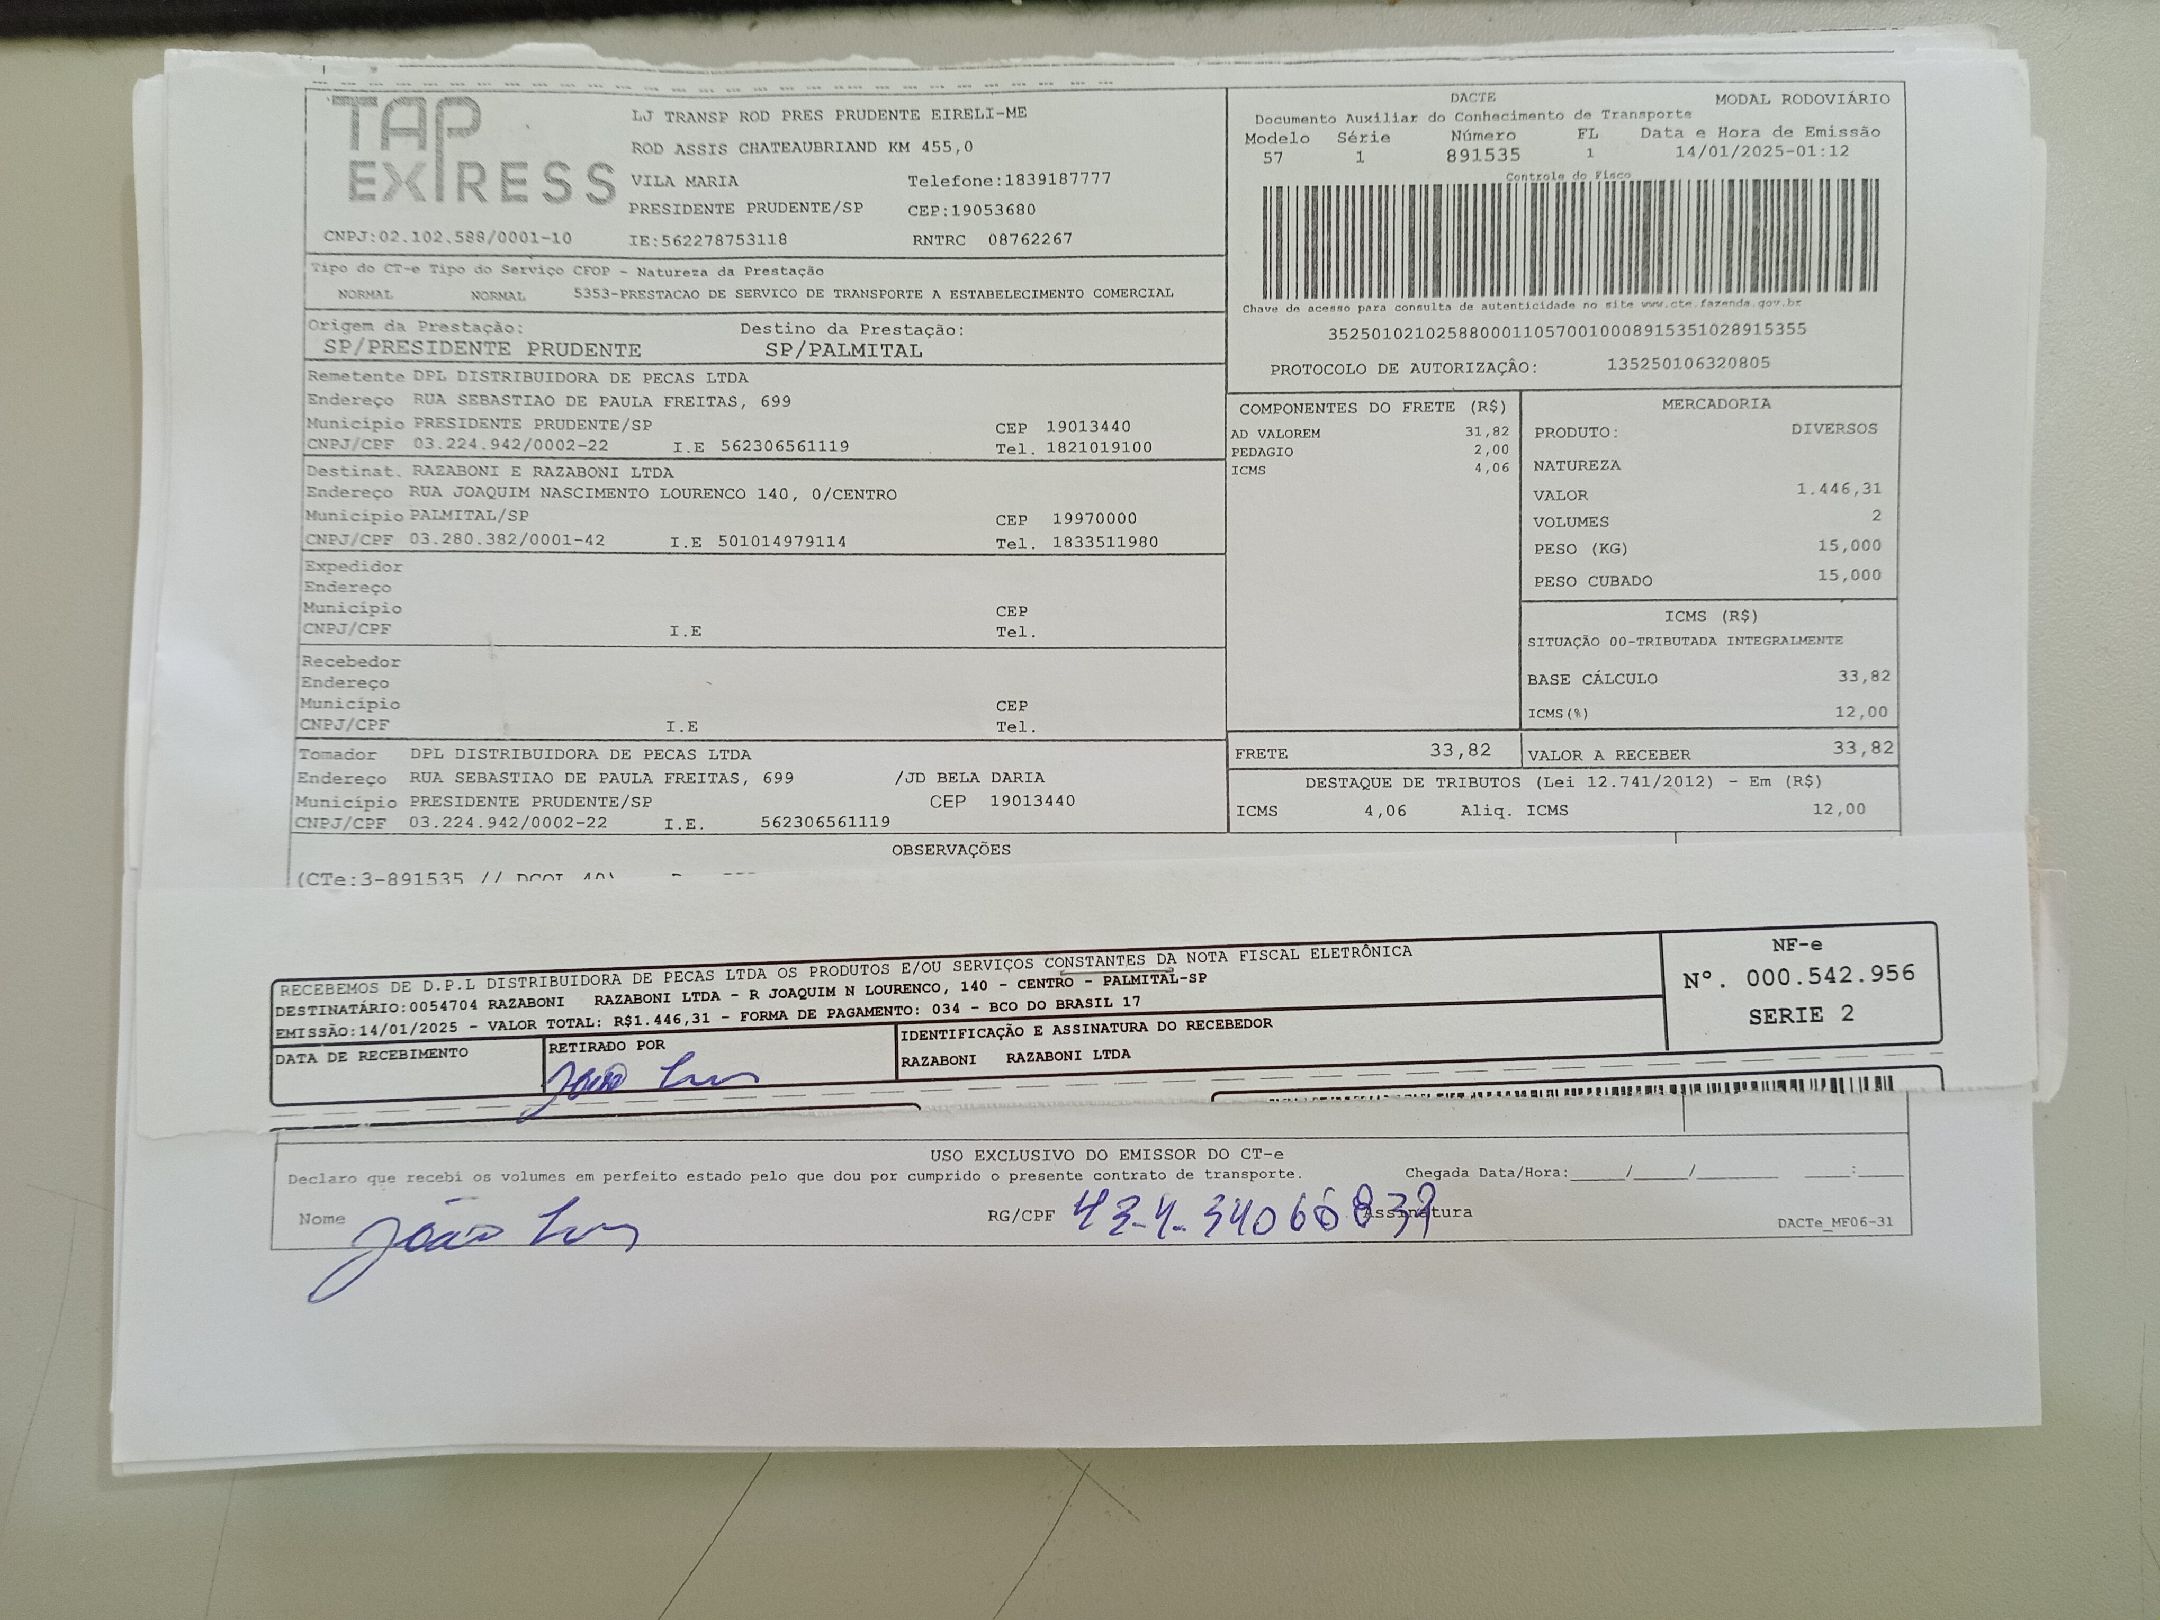 TAP
EXPRESS
LJ TRANSP ROD PRES PRUDENTE EIRELI-ME
ROD ASSIS CHATEAUBRIAND KM 455,0
VILA MARIA Telefone:1839187777
PRESIDENTE PRUDENTE/SP CEP:19053680
CNPJ:02.102.588/0001-10 IE:562278753118 RNTRC 08762267
DACTE MODAL RODOVIÁRIO
Documento Auxiliar do Conhecimento de Transporte
Modelo Série Número FL Data e Hora de Emissão
57 1 891535 1 14/01/2025-01:12
Controle do Fisco
Chave de acesso para consulta de autenticidade no site www.cte.fazenda.gov.br
35250102102588000110570010008915351028915355
PROTOCOLO DE AUTORIZAÇÂO: 135250106320805
Tipo do CT-e Tipo do Serviço CFOP - Natureza da Prestação
NORMAL NORMAL 5353-PRESTACAO DE SERVICO DE TRANSPORTE A ESTABELECIMENTO COMERCIAL
Origem da Prestação: Destino da Prestação:
SP/PRESIDENTE PRUDENTE SP/PALMITAL
Remetente DPL DISTRIBUIDORA DE PECAS LTDA
Endereço RUA SEBASTIAO DE PAULA FREITAS, 699
Município PRESIDENTE PRUDENTE/SP CEP 19013440
CNPJ/CPF 03.224.942/0002-22 I.E 562306561119 Tel. 1821019100
Destinat. RAZABONI E RAZABONI LTDA
Endereço RUA JOAQUIM NASCIMENTO LOURENCO 140, 0/CENTRO
Município PALMITAL/SP CEP 19970000
CNPJ/CPF 03.280.382/0001-42 I.E 501014979114 Tel. 1833511980
Expedidor
Endereço
Município CEP
CNPJ/CPF I.E Tel.
Recebedor
Endereço
Município CEP
CNPJ/CPF I.E Tel.
Tomador DPL DISTRIBUIDORA DE PECAS LTDA
Endereço RUA SEBASTIAO DE PAULA FREITAS, 699 /JD BELA DARIA
Município PRESIDENTE PRUDENTE/SP CEP 19013440
CNPJ/CPF 03.224.942/0002-22 I.E. 562306561119
COMPONENTES DO FRETE (R$)
AD VALOREM 31,82
PEDAGIO 2,00
ICMS 4,06
MERCADORIA
PRODUTO: DIVERSOS
NATUREZA
VALOR 1.446,31
VOLUMES 2
PESO (KG) 15,000
PESO CUBADO 15,000
ICMS (R$)
SITUAÇÃO 00-TRIBUTADA INTEGRALMENTE
BASE CÁLCULO 33,82
ICMS(%) 12,00
FRETE 33,82 VALOR A RECEBER 33,82
DESTAQUE DE TRIBUTOS (Lei 12.741/2012) - Em (R$)
ICMS 4,06 Aliq. ICMS 12,00
OBSERVAÇÕES
(CTe:3-891535 //
RECEBEMOS DE D.P.L DISTRIBUIDORA DE PECAS LTDA OS PRODUTOS E/OU SERVIÇOS CONSTANTES DA NOTA FISCAL ELETRÔNICA
DESTINATÁRIO:0054704 RAZABONI RAZABONI LTDA - R JOAQUIM N LOURENCO, 140 - CENTRO - PALMITAL-SP
EMISSÃO:14/01/2025 - VALOR TOTAL: R$1.446,31 - FORMA DE PAGAMENTO: 034 - BCO DO BRASIL 17
DATA DE RECEBIMENTO
RETIRADO POR
João Luis
IDENTIFICAÇÃO E ASSINATURA DO RECEBEDOR
RAZABONI RAZABONI LTDA
NF-e
N°. 000.542.956
SERIE 2
USO EXCLUSIVO DO EMISSOR DO CT-e
Declaro que recebi os volumes em perfeito estado pelo que dou por cumprido o presente contrato de transporte. Chegada Data/Hora:_____/_____/________ ____:____
Nome João Luis RG/CPF Assinatura
DACTe_MF06-31